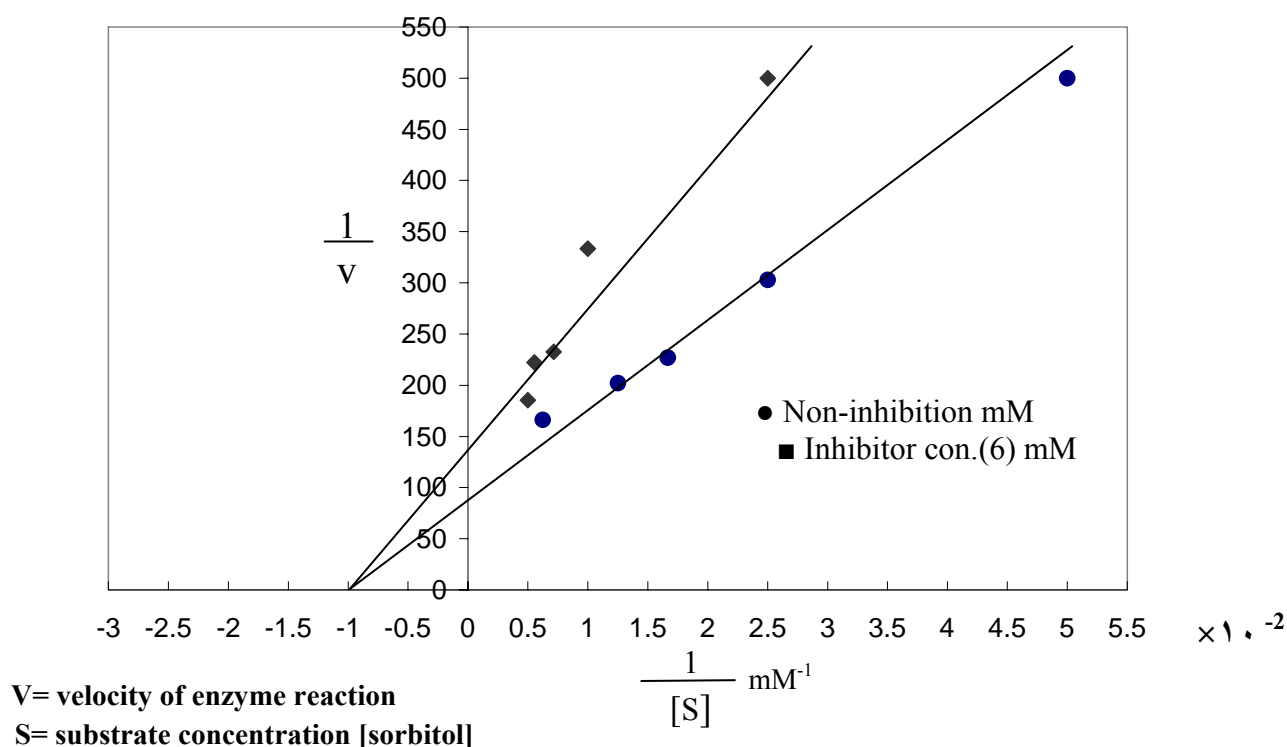 550
500
450
400
350
300
250
200
150
100
50
0
1
v
● Non-inhibition mM
■ Inhibitor con.(6) mM
-3 -2.5 -2 -1.5 -1 -0.5 0 0.5 1 1.5 2 2.5 3 3.5 4 4.5 5 5.5 ×١٠-2
1
[S]
mM-1
V= velocity of enzyme reaction
S= substrate concentration [sorbitol]